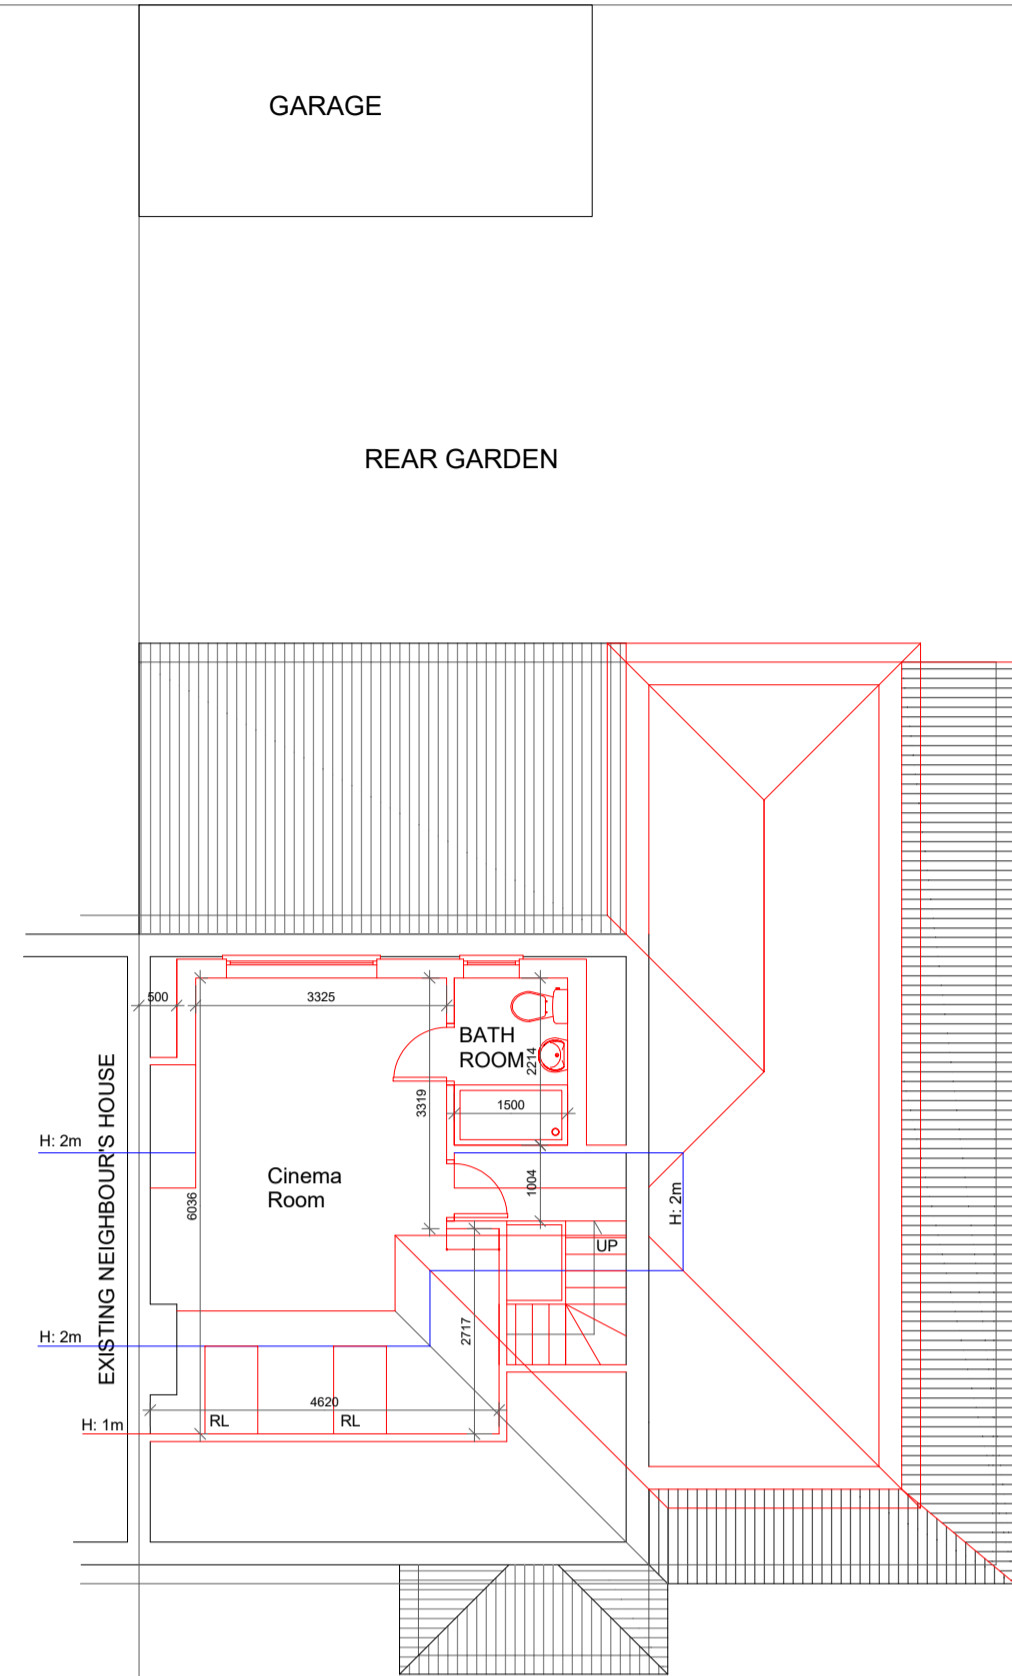 GARAGE
REAR GARDEN
500
3325
BATH
ROOM
2214
3319
1500
EXISTING NEIGHBOUR'S HOUSE
H: 2m
Cinema
Room
1004
6036
H: 2m
UP
H: 2m
2717
4620
RL
RL
H: 1m